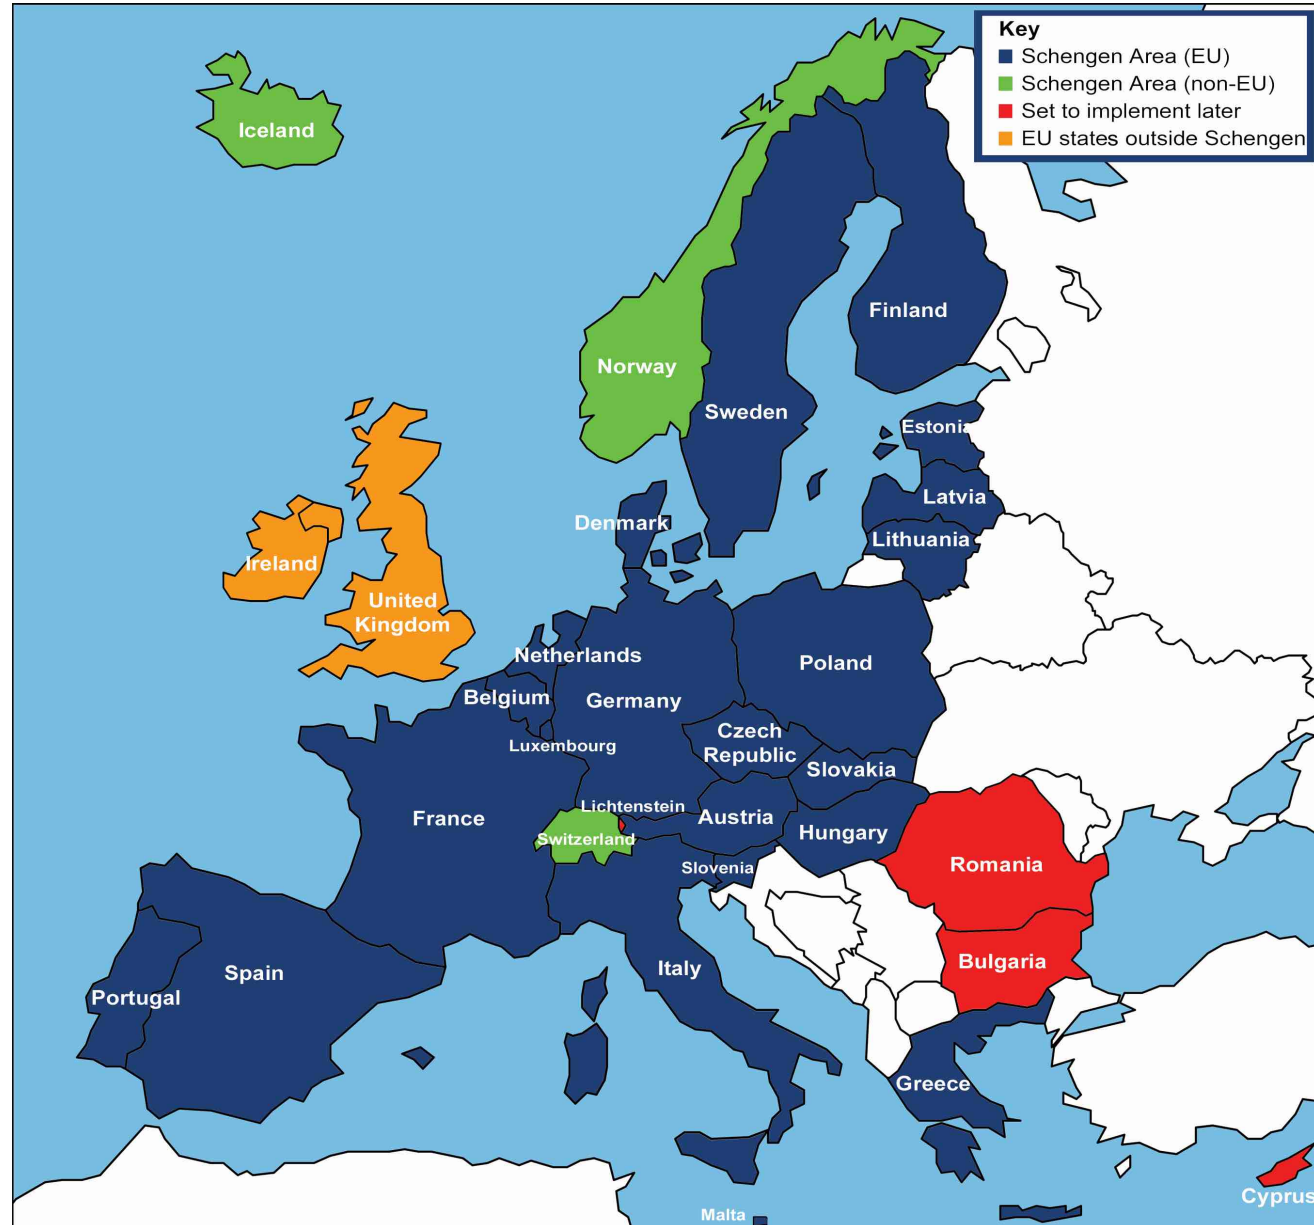 Key
Schengen Area (EU)
Schengen Area (non-EU)
Set to implement later
EU states outside Schengen
Iceland
Finland
Norway
Sweden
Estonia
Latvia
Denmark
Lithuania
Ireland
United
Kingdom
Netherlands
Poland
Belgium
Germany
Czech
Republic
Luxembourg
Slovakia
Lichtenstein
France
Austria
Hungary
Switzerland
Slovenia
Romania
Bulgaria
Italy
Spain
Portugal
Greece
Cyprus
Malta